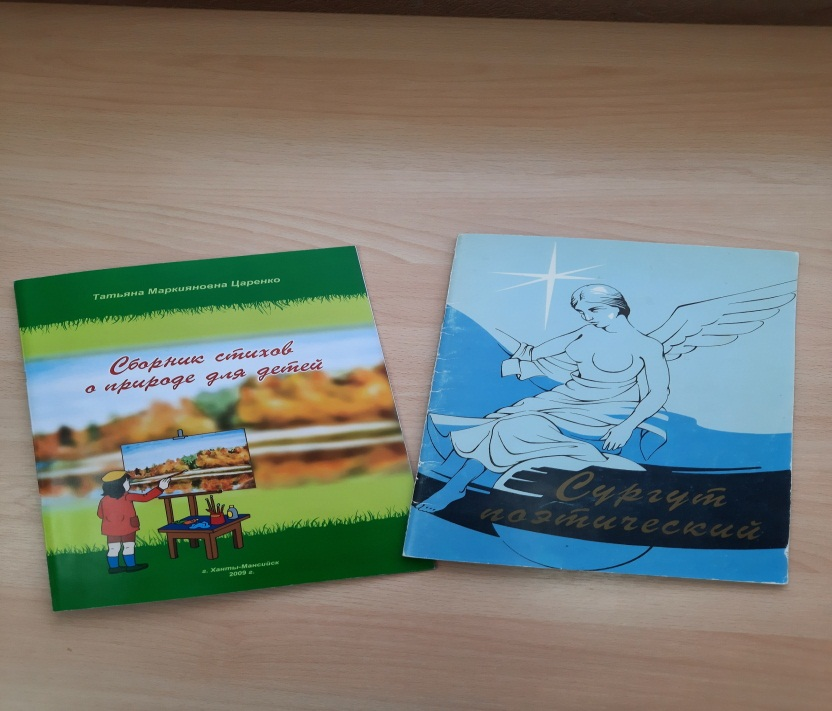 Татьяна Маркияновна Царенко
Сборник стихов
о природе для детей
г. Ханты-Мансийск
2009 г.
Сургут
поэтический